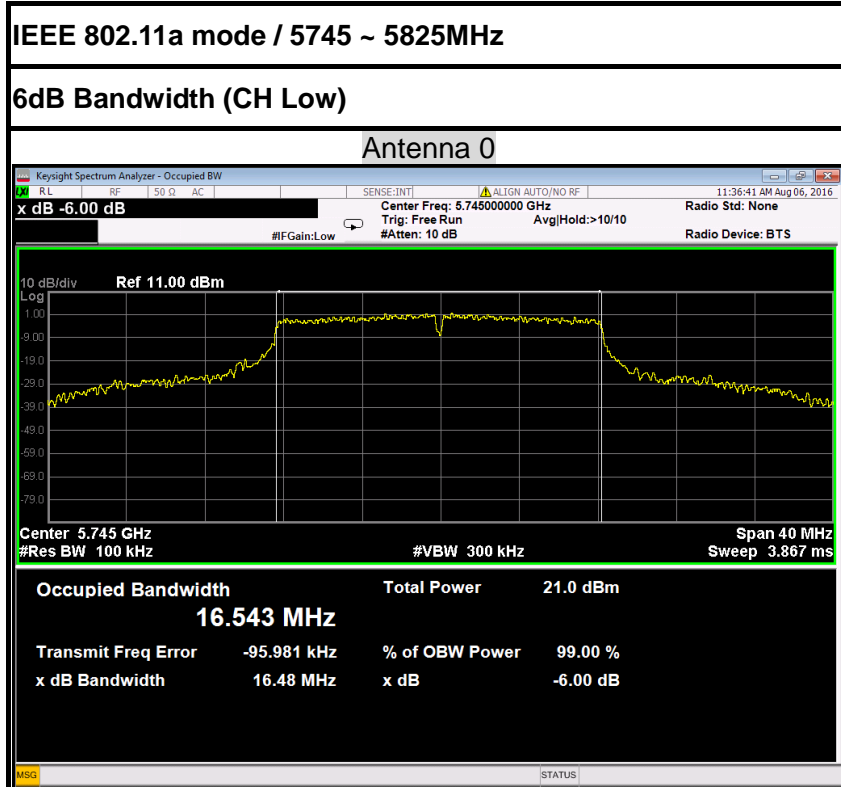 IEEE 802.11a mode / 5745 ~ 5825MHz
6dB Bandwidth (CH Low)
Antenna 0
Keysight Spectrum Analyzer - Occupied BW
LXI RL RF 50 Ω AC SENSE:INT ALIGN AUTO/NO RF 11:36:41 AM Aug 06, 2016
x dB -6.00 dB Center Freq: 5.745000000 GHz Radio Std: None
Trig: Free Run Avg|Hold:>10/10
#IFGain:Low #Atten: 10 dB Radio Device: BTS
10 dB/div Ref 11.00 dBm
Log
1.00
-9.00
-19.0
-29.0
-39.0
-49.0
-59.0
-69.0
-79.0
Center 5.745 GHz Span 40 MHz
#Res BW 100 kHz #VBW 300 kHz Sweep 3.867 ms
Occupied Bandwidth Total Power 21.0 dBm
16.543 MHz
Transmit Freq Error -95.981 kHz % of OBW Power 99.00 %
x dB Bandwidth 16.48 MHz x dB -6.00 dB
MSG STATUS